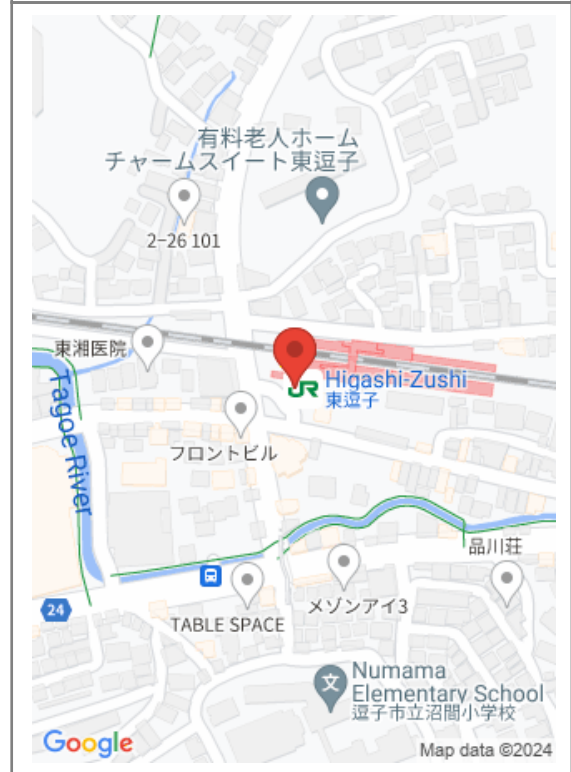 有料老人ホーム
チャームスイート東逗子
2-26 101
東湘医院
Higashi-Zushi
東逗子
JR
Tagoe River
フロントビル
品川荘
24
TABLE SPACE
メゾンアイ3
文
Numama
Elementary School
逗子市立沼間小学校
Google
Map data ©2024